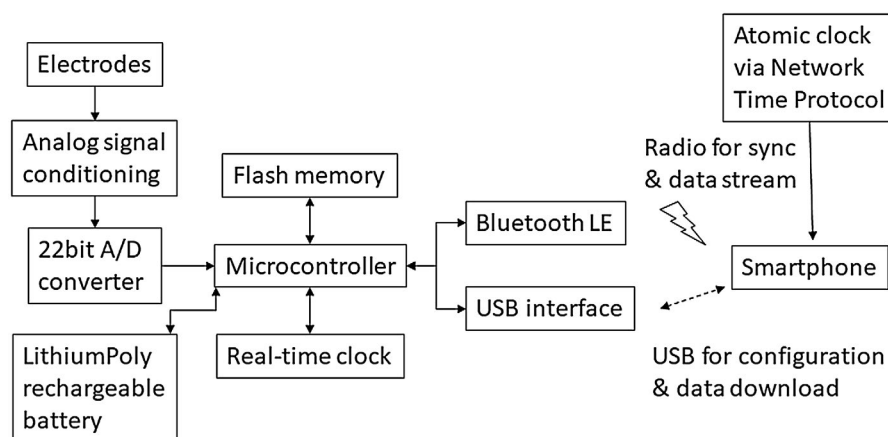 Electrodes
Analog signal
conditioning
22bit A/D
converter
LithiumPoly
rechargeable
battery
Flash memory
Microcontroller
Real-time clock
Bluetooth LE
USB interface
Atomic clock
via Network
Time Protocol
Radio for sync
& data stream
Smartphone
USB for configuration
& data download